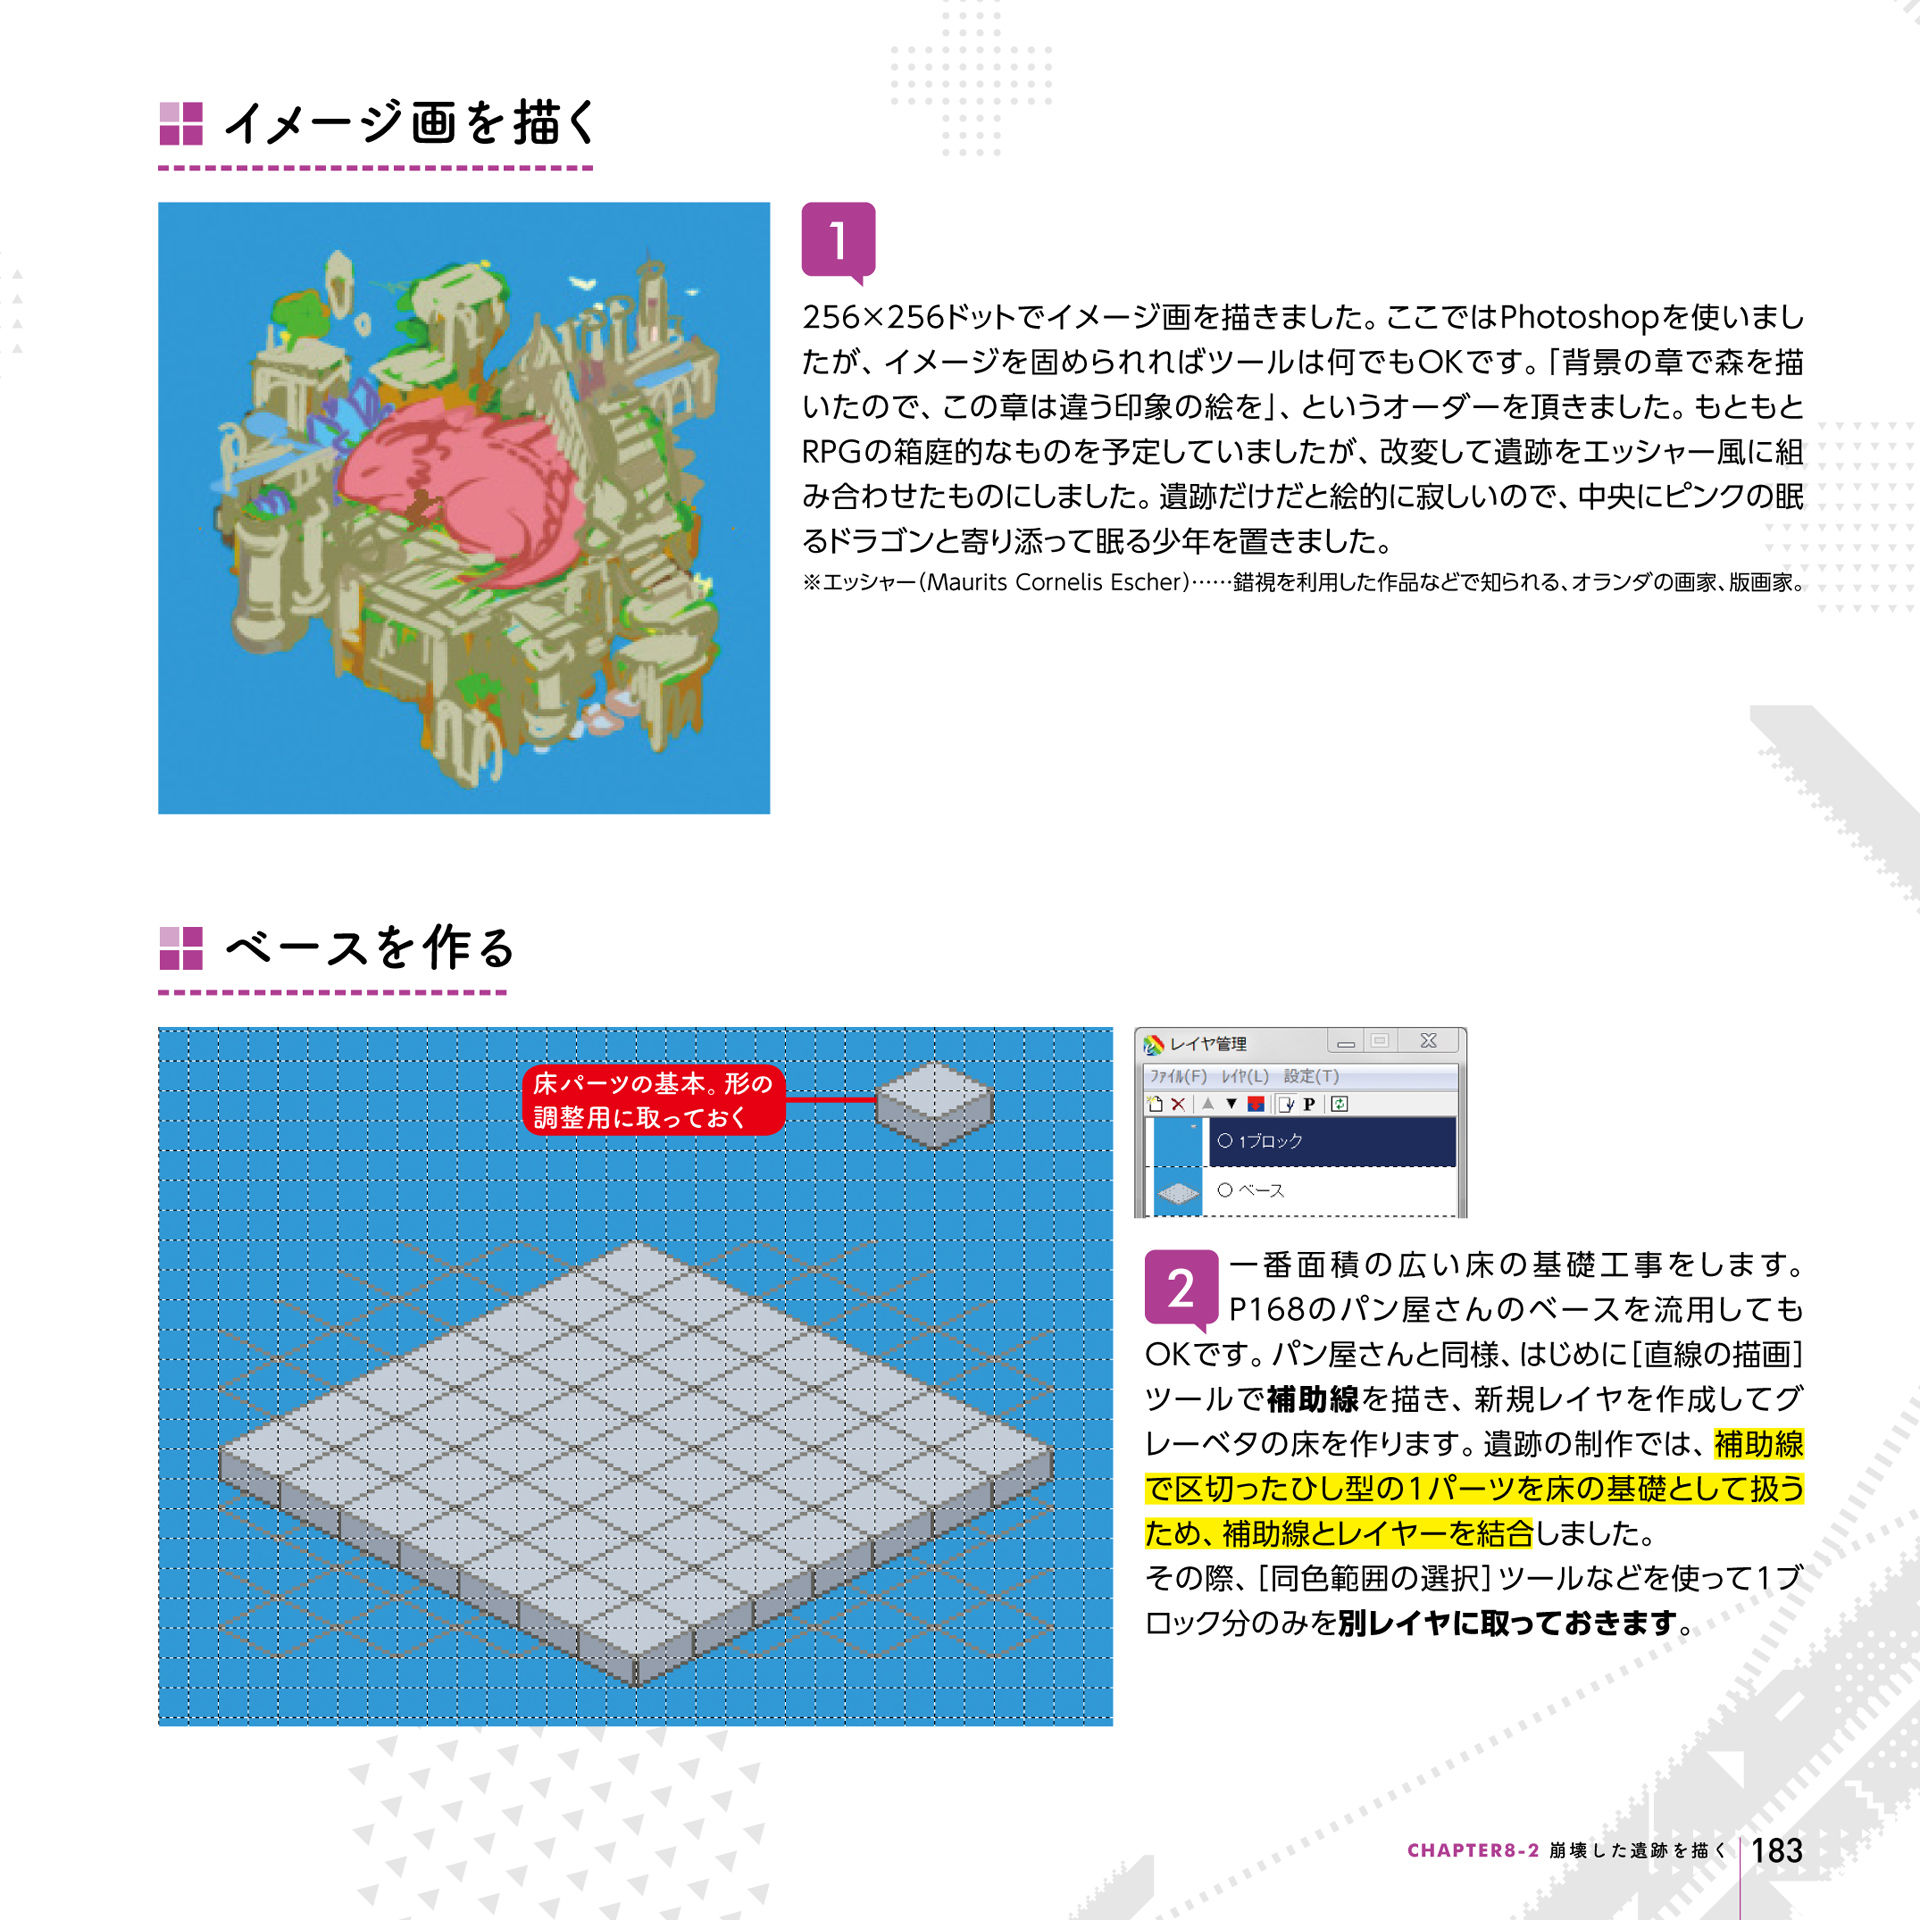 イメージ画を描く
1
256×256ドットでイメージ画を描きました。ここではPhotoshopを使いまし
たが、イメージを固められればツールは何でもOKです。「背景の章で森を描
いたので、この章は違う印象の絵を」、というオーダーを頂きました。もともと
RPGの箱庭的なものを予定していましたが、改変して遺跡をエッシャー風に組
み合わせたものにしました。遺跡だけだと絵的に寂しいので、中央にピンクの眠
るドラゴンと寄り添って眠る少年を置きました。
※エッシャー（Maurits Cornelis Escher）……錯視を利用した作品などで知られる、オランダの画家、版画家。
ベースを作る
床パーツの基本。形の
調整用に取っておく
レイヤ管理
ﾌｧｲﾙ(F) ﾚｲﾔ(L) 設定(T)
P
○ 1ブロック
○ ベース
2
一番面積の広い床の基礎工事をします。
P168のパン屋さんのベースを流用しても
OKです。パン屋さんと同様、はじめに［直線の描画］
ツールで補助線を描き、新規レイヤを作成してグ
レーベタの床を作ります。遺跡の制作では、補助線
で区切ったひし型の1パーツを床の基礎として扱う
ため、補助線とレイヤーを結合しました。
その際、［同色範囲の選択］ツールなどを使って1ブ
ロック分のみを別レイヤに取っておきます。
CHAPTER8-2 崩壊した遺跡を描く 183